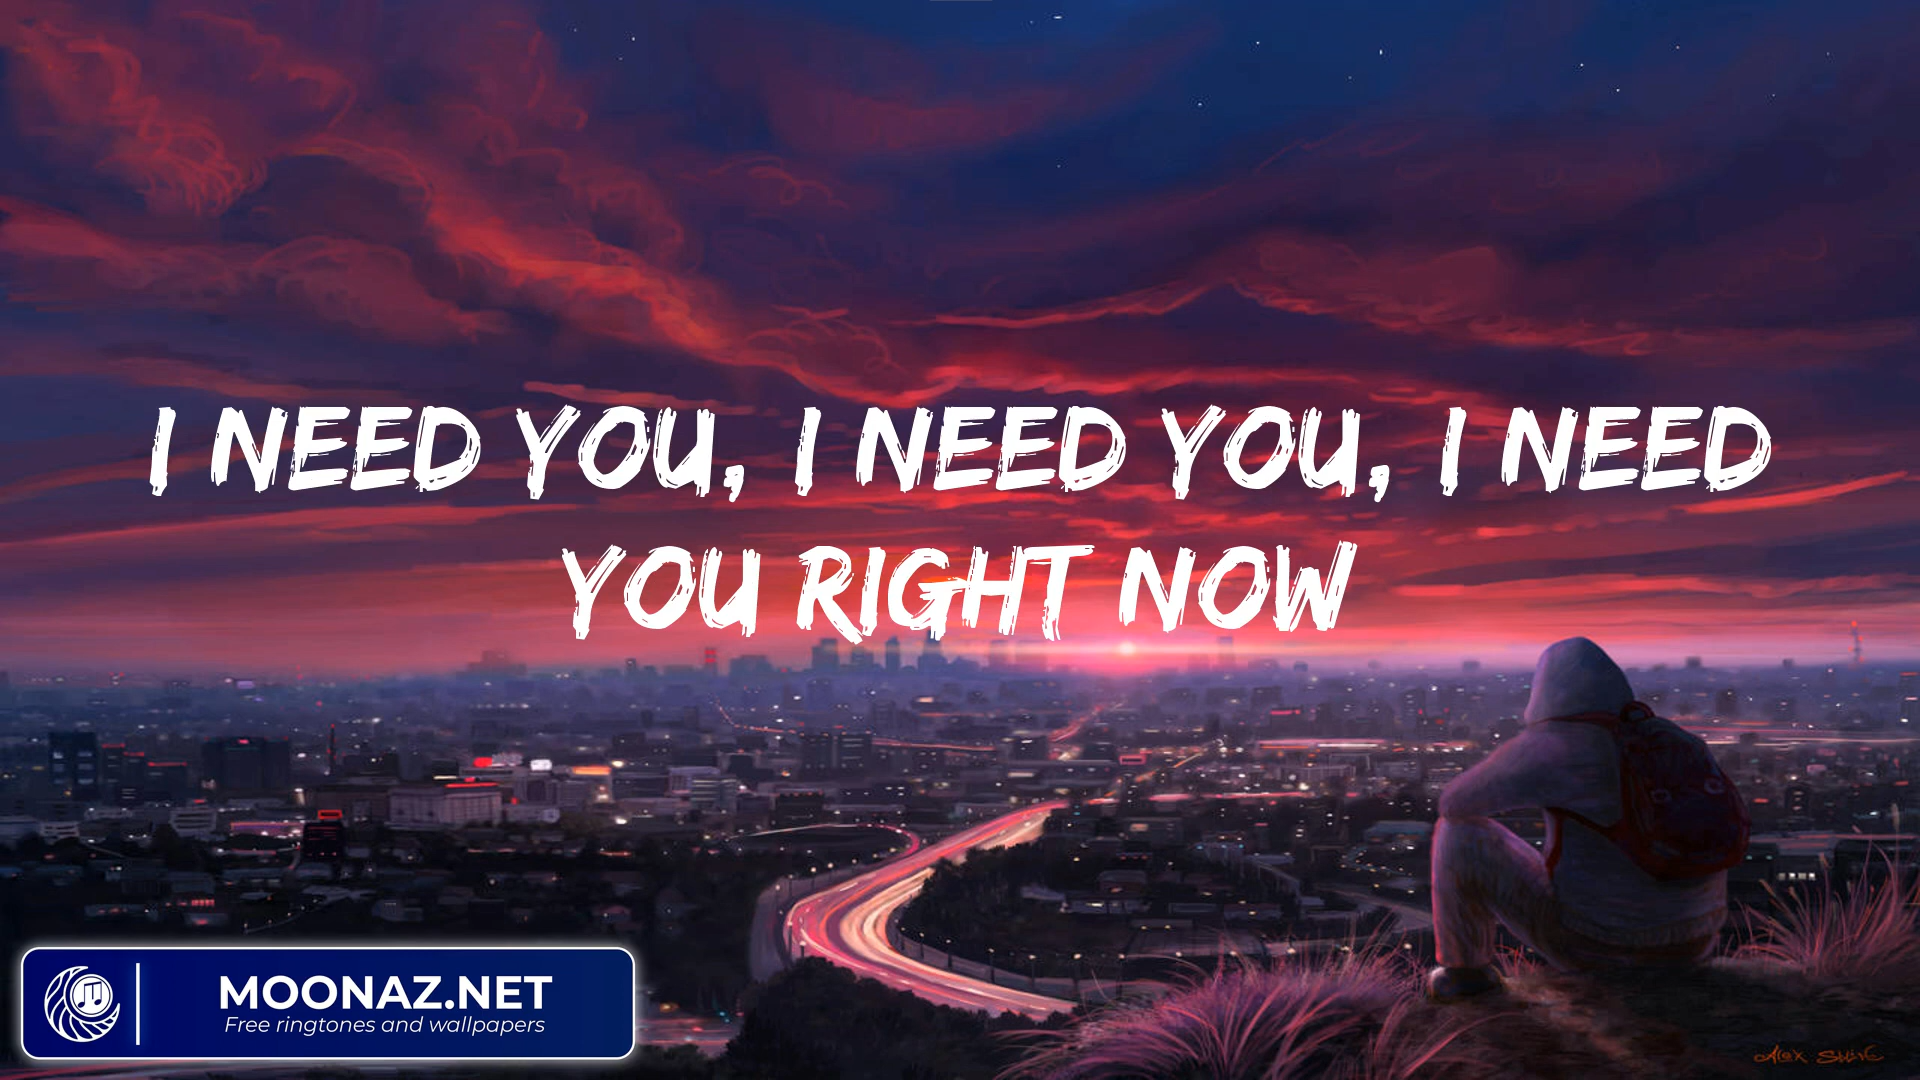 I NEED YOU, I NEED YOU, I NEED
YOU RIGHT NOW
MOONAZ.NET
Free ringtones and wallpapers